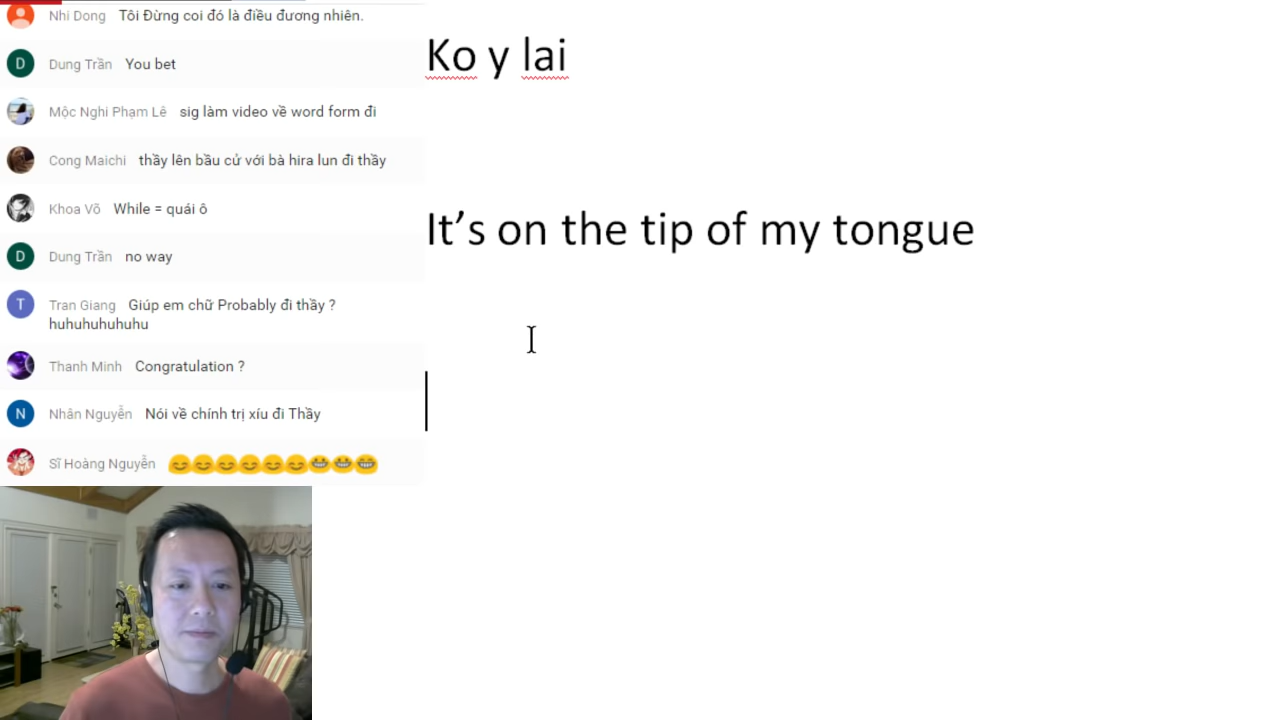 Nhi Dong Tôi Đừng coi đó là điều đương nhiên.
D Dung Trần You bet
Mộc Nghi Phạm Lê sig làm video về word form đi
Cong Maichi thầy lên bầu cử với bà hira lun đi thầy
Khoa Võ While = quái ô
D Dung Trần no way
T Tran Giang Giúp em chữ Probably đi thầy ?
huhuhuhuhuhu
Thanh Minh Congratulation ?
N Nhân Nguyễn Nói về chính trị xíu đi Thầy
Sĩ Hoàng Nguyễn 😊😊😊😊😊😊😁😁😁
Ko y lai
It’s on the tip of my tongue